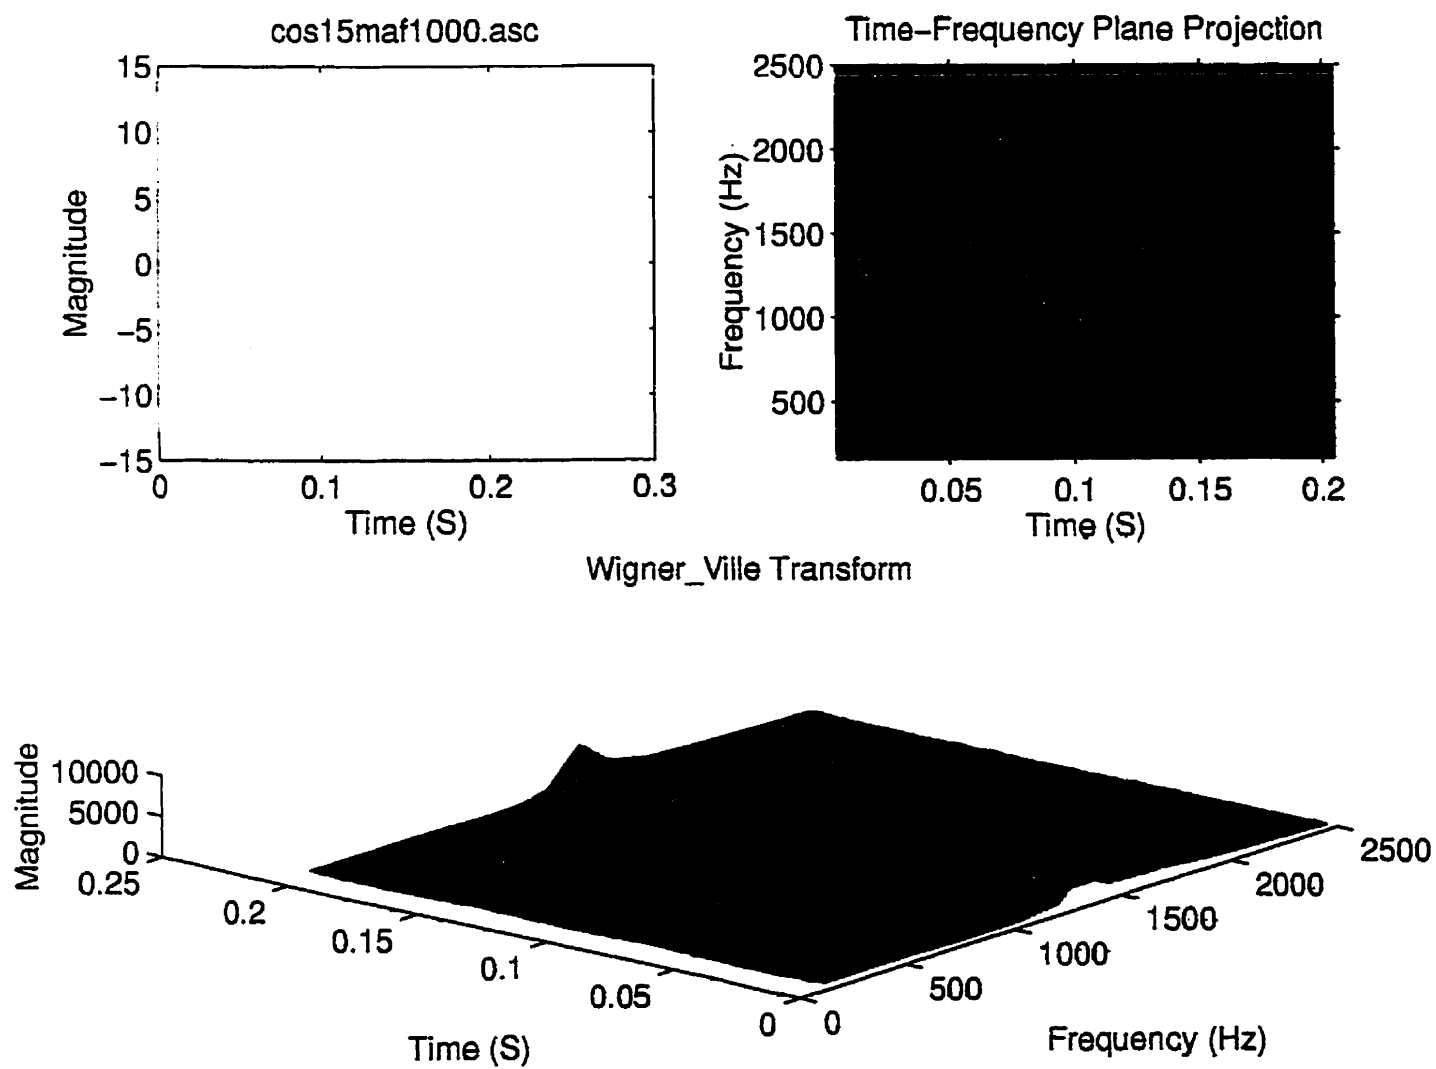 cos15maf1000.asc
15
10
5
0
−5
−10
−15
Magnitude
0 0.1 0.2 0.3
Time (S)
Time−Frequency Plane Projection
2500
2000
1500
1000
500
Frequency (Hz)
0.05 0.1 0.15 0.2
Time (S)
Wigner_Ville Transform
10000
5000
0
Magnitude
0.25
0.2
0.15
0.1
0.05
0
Time (S)
0
500
1000
1500
2000
2500
Frequency (Hz)